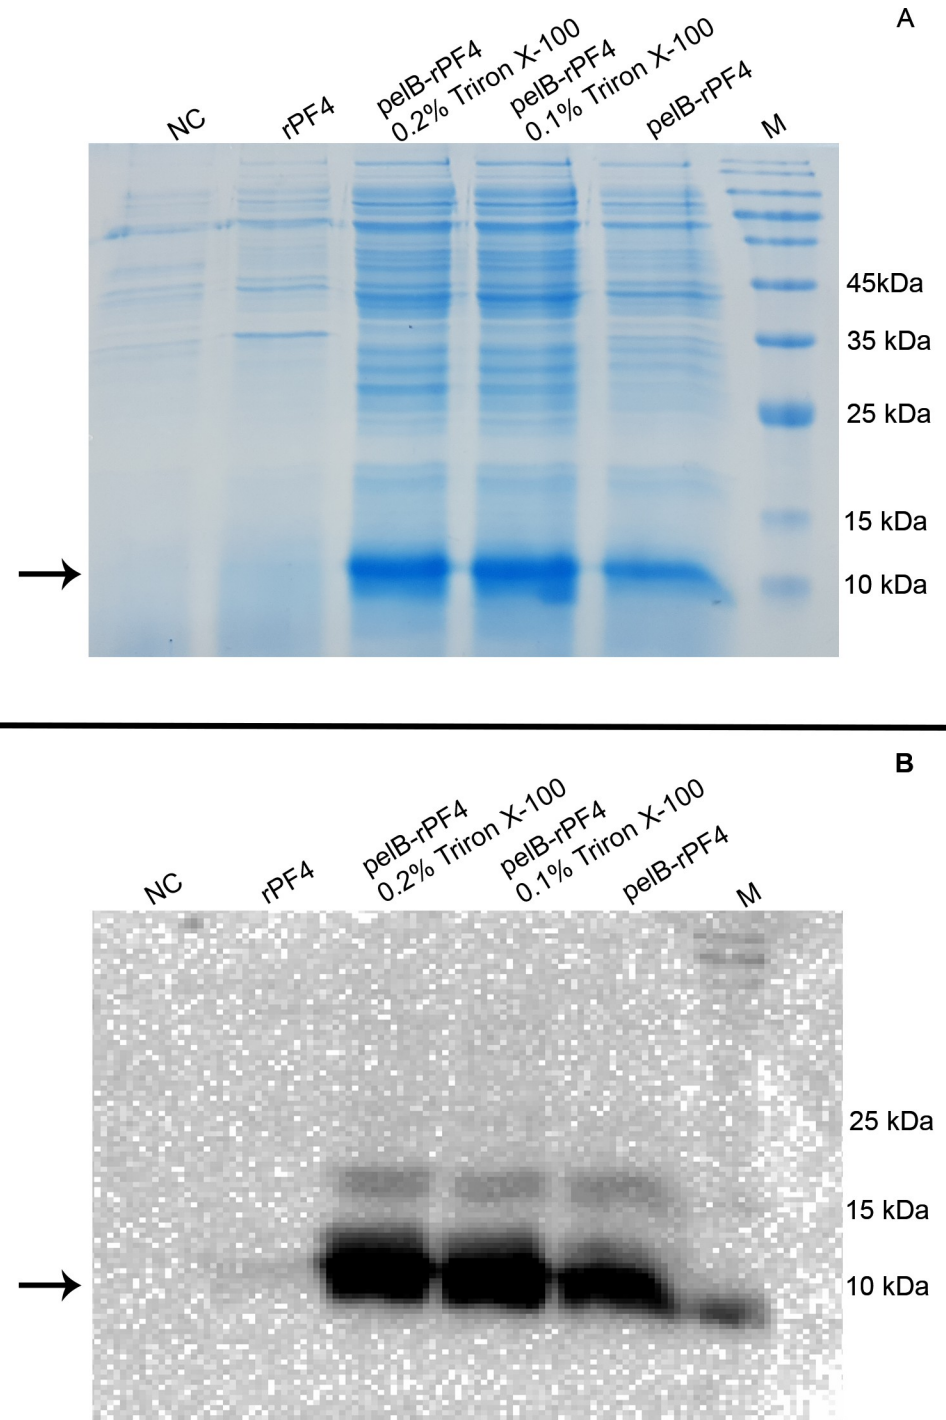 A
NC
rPF4
pelB-rPF4
0.2% Triron X-100
pelB-rPF4
0.1% Triron X-100
pelB-rPF4
M
45kDa
35 kDa
25 kDa
15 kDa
10 kDa
B
NC
rPF4
pelB-rPF4
0.2% Triron X-100
pelB-rPF4
0.1% Triron X-100
pelB-rPF4
M
25 kDa
15 kDa
10 kDa